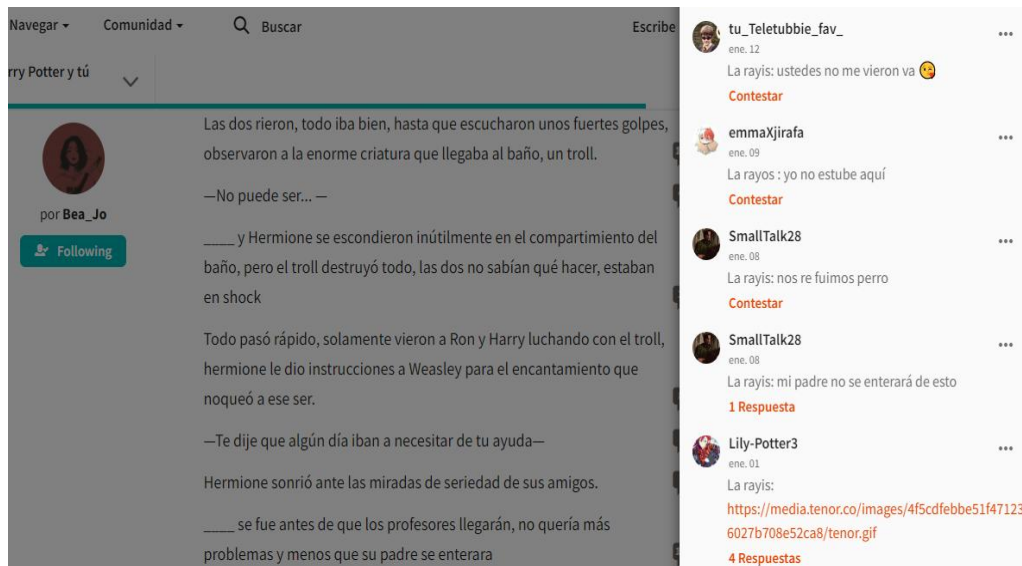 Navegar
Comunidad
Buscar
Escribe
rry Potter y tú
por Bea_Jo
Following
Las dos rieron, todo iba bien, hasta que escucharon unos fuertes golpes,
observaron a la enorme criatura que llegaba al baño, un troll.
—No puede ser... —
____ y Hermione se escondieron inútilmente en el compartimiento del
baño, pero el troll destruyó todo, las dos no sabían qué hacer, estaban
en shock
Todo pasó rápido, solamente vieron a Ron y Harry luchando con el troll,
hermione le dio instrucciones a Weasley para el encantamiento que
noqueó a ese ser.
—Te dije que algún día iban a necesitar de tu ayuda—
Hermione sonrió ante las miradas de seriedad de sus amigos.
____ se fue antes de que los profesores llegarán, no quería más
problemas y menos que su padre se enterara
tu_Teletubbie_fav_
ene. 12
La rayis: ustedes no me vieron va 😘
Contestar
emmaXjirafa
ene. 09
La rayos : yo no estube aquí
Contestar
SmallTalk28
ene. 08
La rayis: nos re fuimos perro
Contestar
SmallTalk28
ene. 08
La rayis: mi padre no se enterará de esto
1 Respuesta
Lily-Potter3
ene. 01
La rayis:
https://media.tenor.co/images/4f5cdfebbe51f47123
6027b708e52ca8/tenor.gif
4 Respuestas